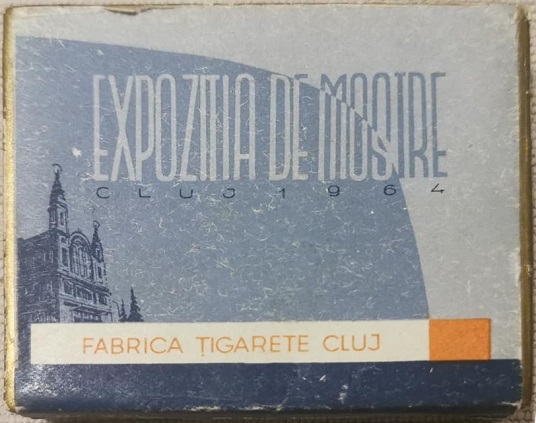 EXPOZIȚIA DE MOSTRE
CLUJ 1964
FABRICA ȚIGARETE CLUJ